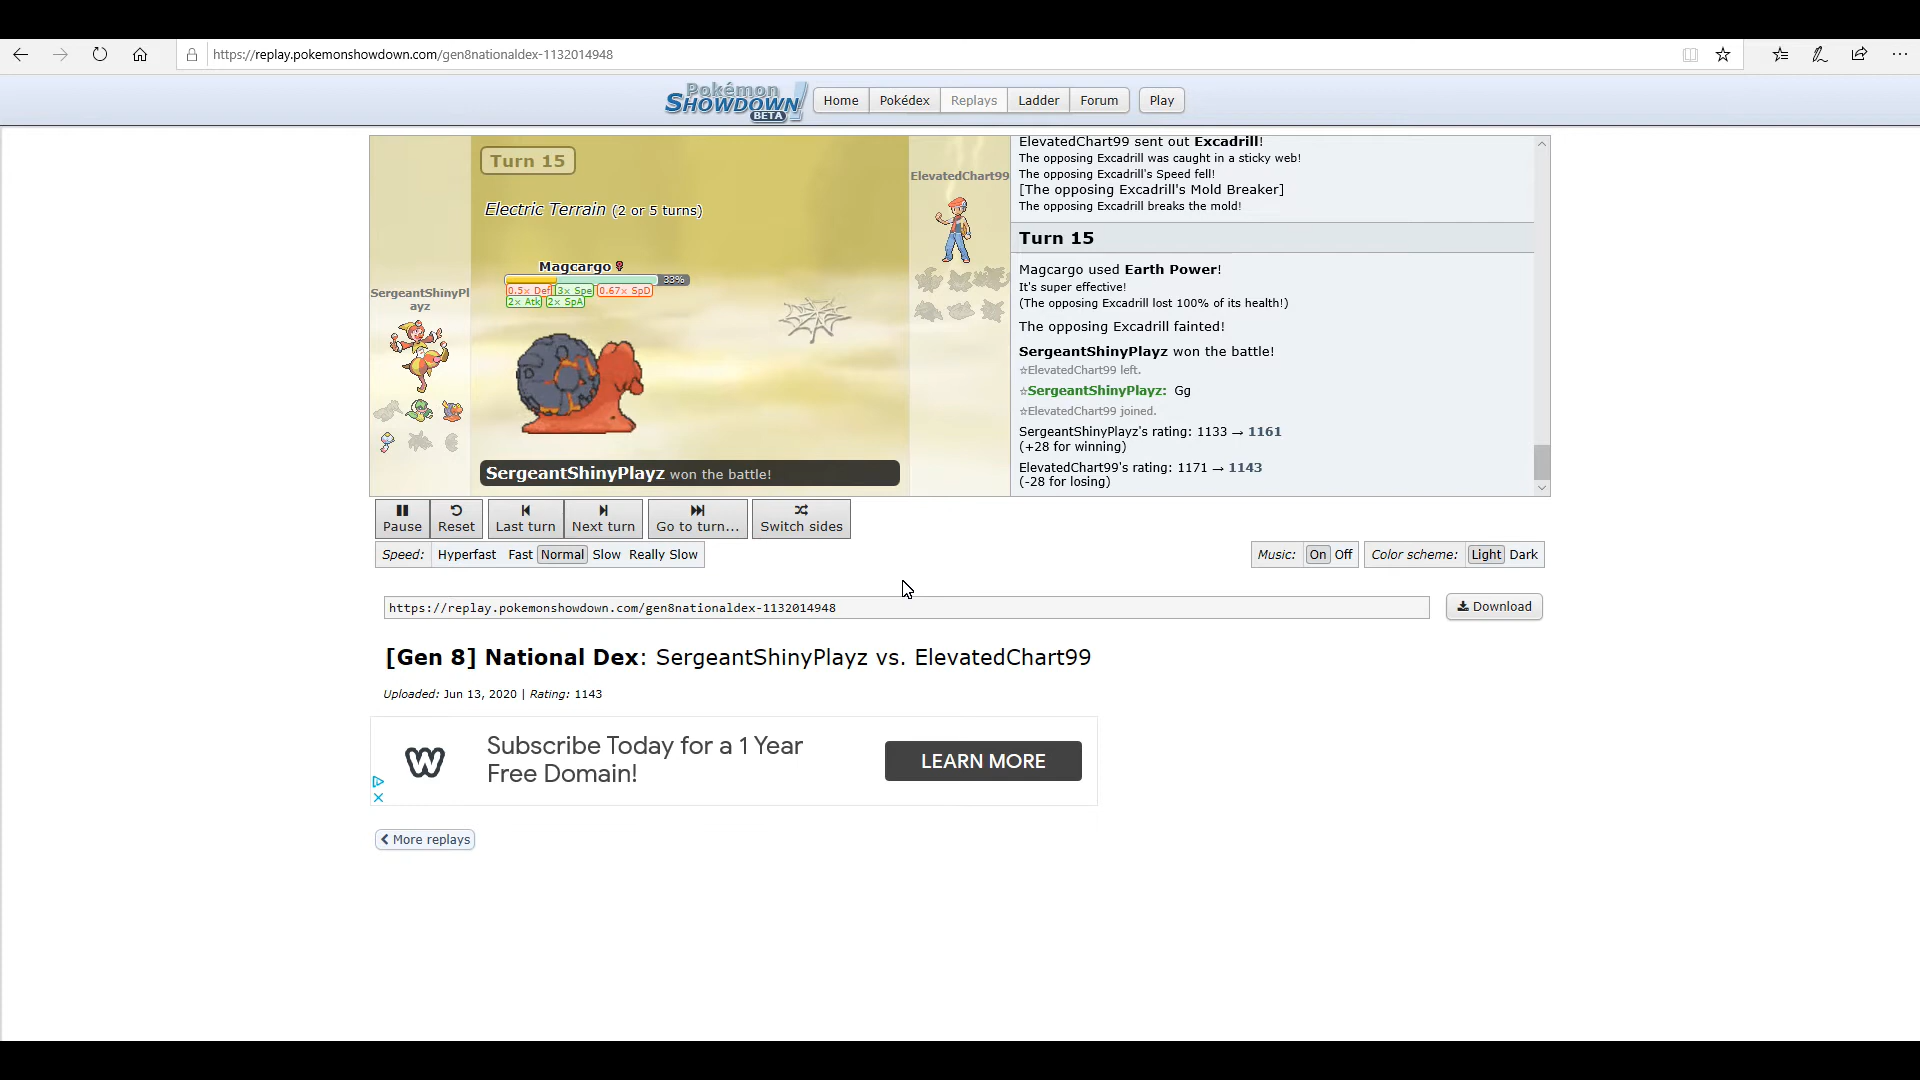 https://replay.pokemonshowdown.com/gen8nationaldex-1132014948
Pokémon
SHOWDOWN!
BETA
Home
Pokédex
Replays
Ladder
Forum
Play
Turn 15
Electric Terrain (2 or 5 turns)
Magcargo
33%
0.5× Def 3× Spe 0.67× SpD
2× Atk 2× SpA
SergeantShinyPl
ayz
ElevatedChart99
SergeantShinyPlayz won the battle!
ElevatedChart99 sent out Excadrill!
The opposing Excadrill was caught in a sticky web!
The opposing Excadrill's Speed fell!
[The opposing Excadrill's Mold Breaker]
The opposing Excadrill breaks the mold!
Turn 15
Magcargo used Earth Power!
It's super effective!
(The opposing Excadrill lost 100% of its health!)
The opposing Excadrill fainted!
SergeantShinyPlayz won the battle!
☆ElevatedChart99 left.
☆SergeantShinyPlayz: Gg
☆ElevatedChart99 joined.
SergeantShinyPlayz's rating: 1133 → 1161
(+28 for winning)
ElevatedChart99's rating: 1171 → 1143
(-28 for losing)
Pause
Reset
Last turn
Next turn
Go to turn...
Switch sides
Speed: Hyperfast Fast Normal Slow Really Slow
Music: On Off
Color scheme: Light Dark
https://replay.pokemonshowdown.com/gen8nationaldex-1132014948
Download
[Gen 8] National Dex: SergeantShinyPlayz vs. ElevatedChart99
Uploaded: Jun 13, 2020 | Rating: 1143
W
Subscribe Today for a 1 Year
Free Domain!
LEARN MORE
More replays